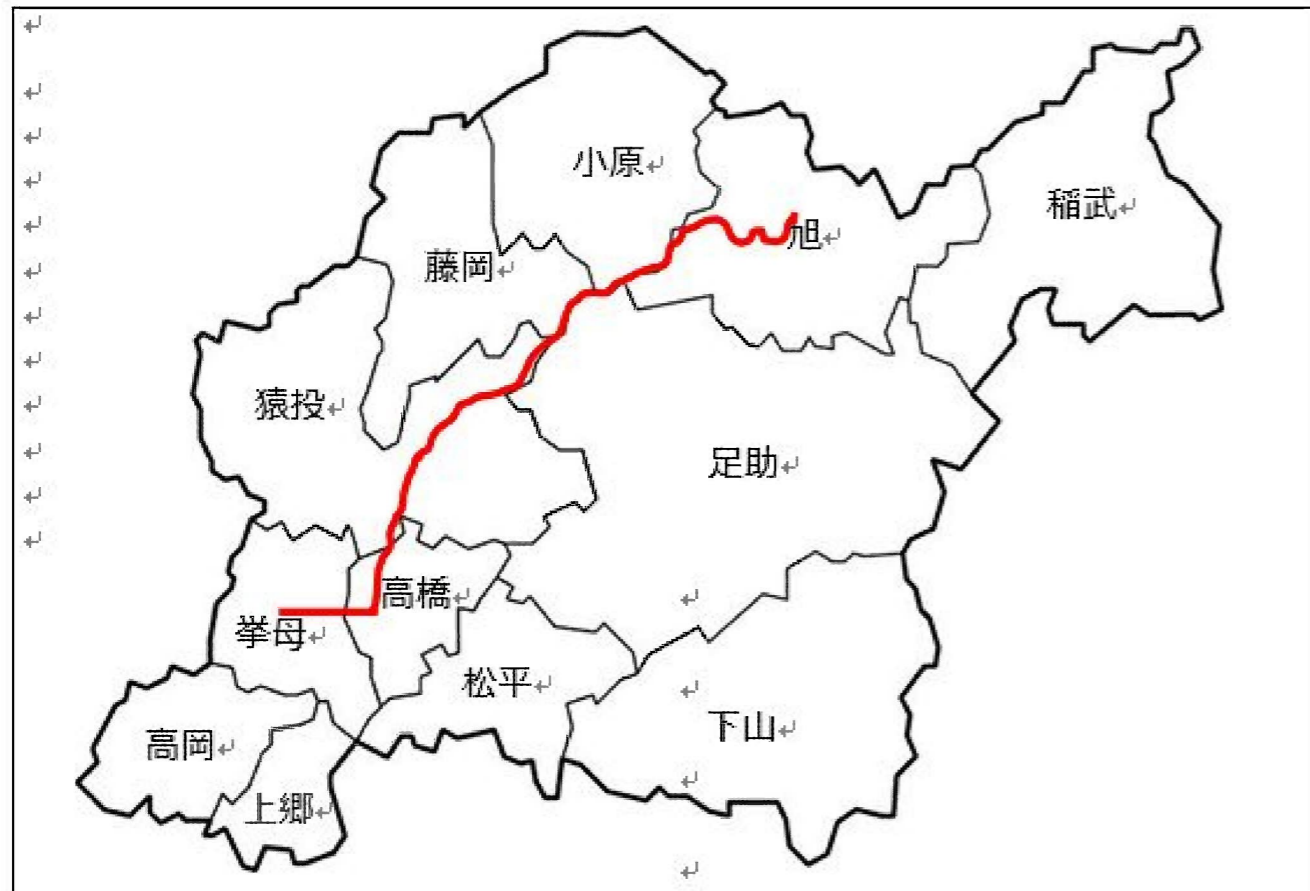 小原
稲武
旭
藤岡
猿投
足助
高橋
挙母
松平
下山
高岡
上郷